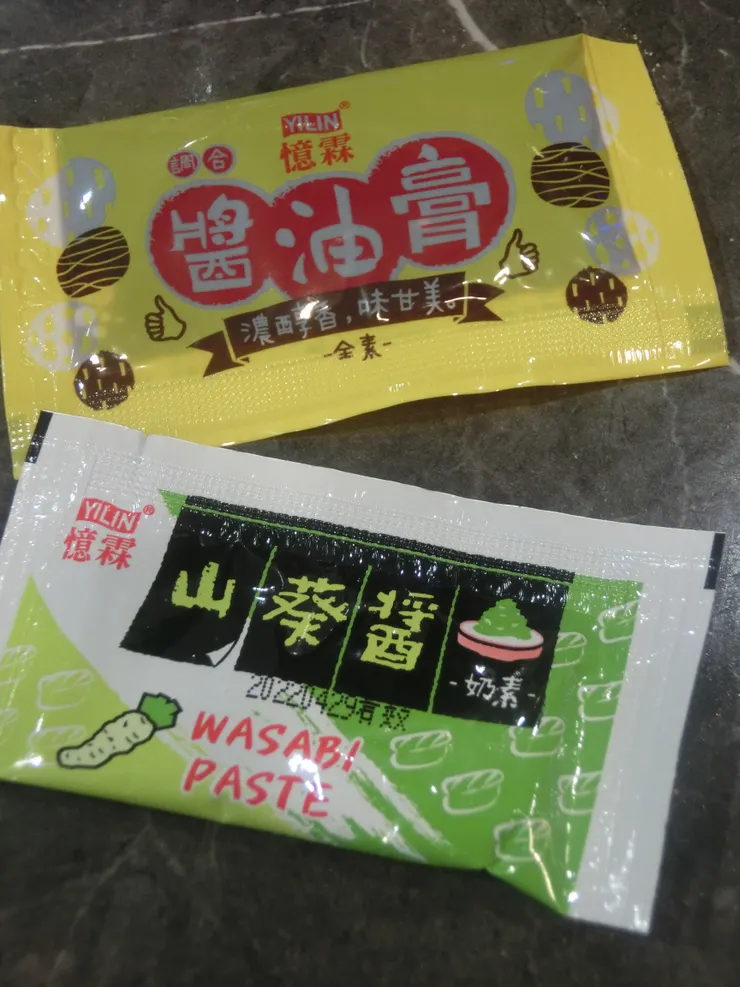 YILIN®
憶霖
調合
醬油膏
濃醇香,味甘美。
-全素-
YILIN®
憶霖
山葵醬
-奶素-
20220429有效
WASABI
PASTE